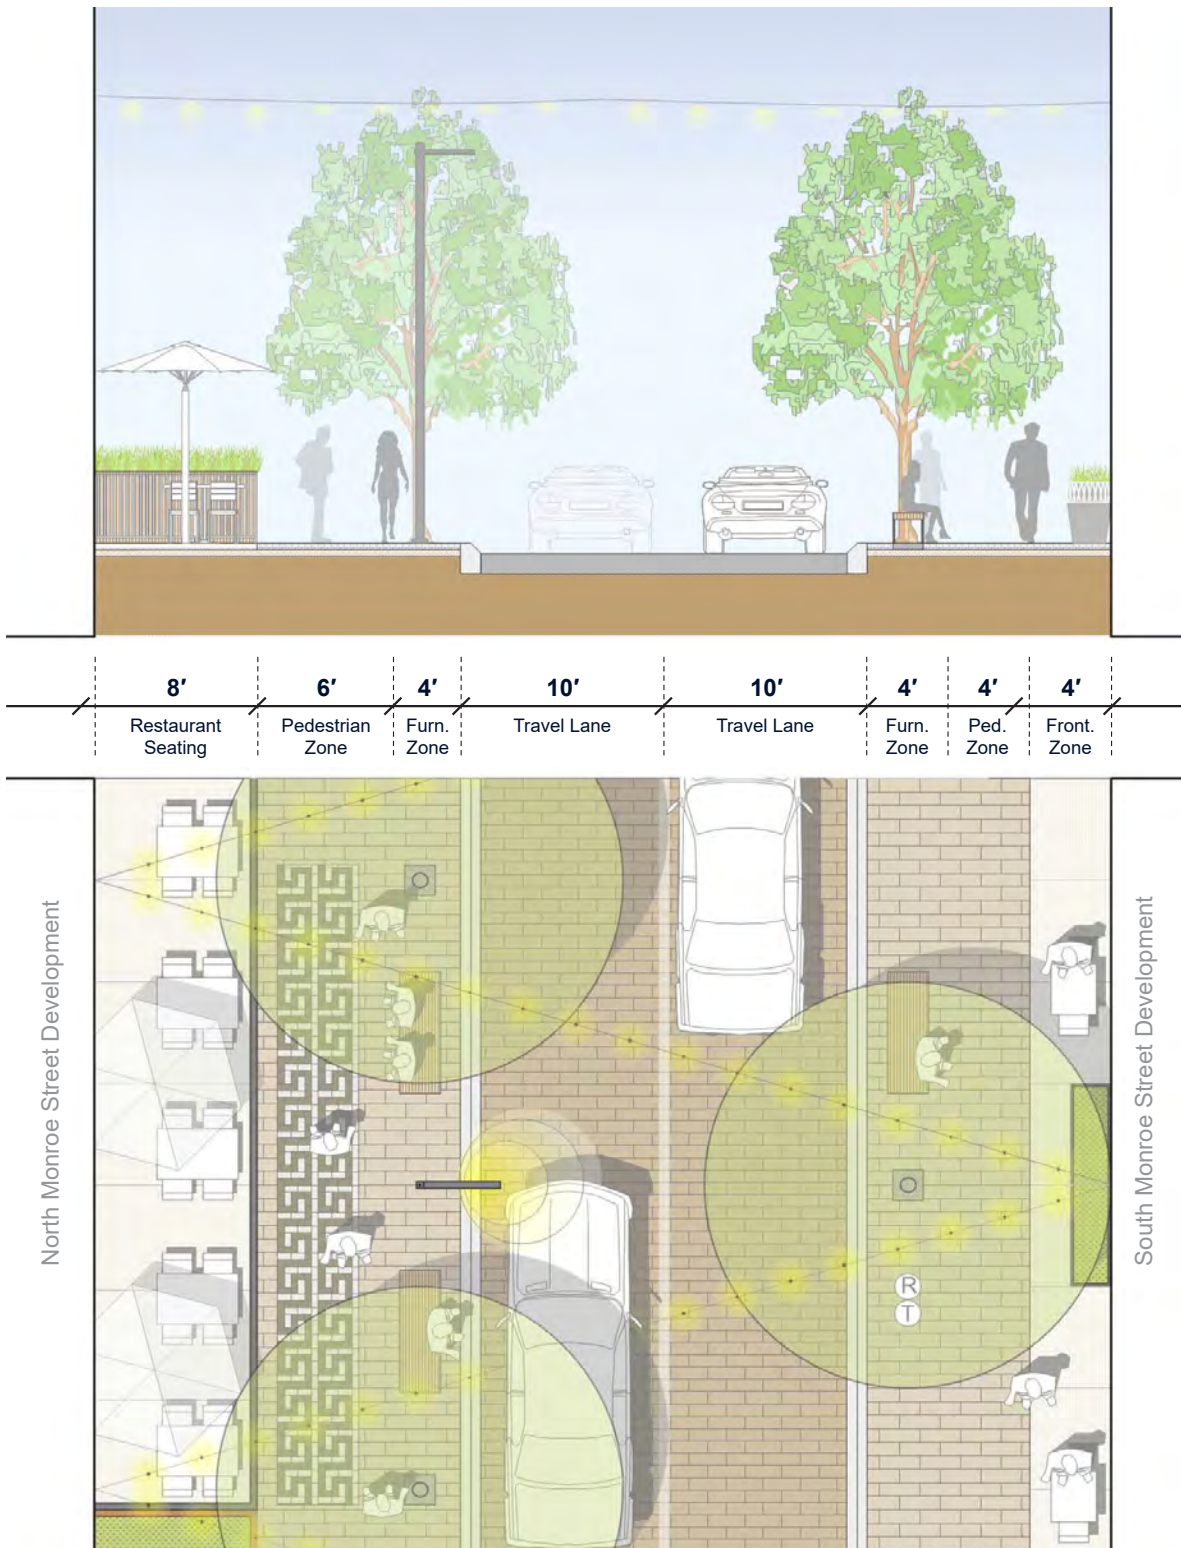 8′ 6′ 4′ 10′ 10′ 4′ 4′ 4′
Restaurant Seating
Pedestrian Zone
Furn. Zone
Travel Lane
Travel Lane
Furn. Zone
Ped. Zone
Front. Zone
North Monroe Street Development
South Monroe Street Development
R
T